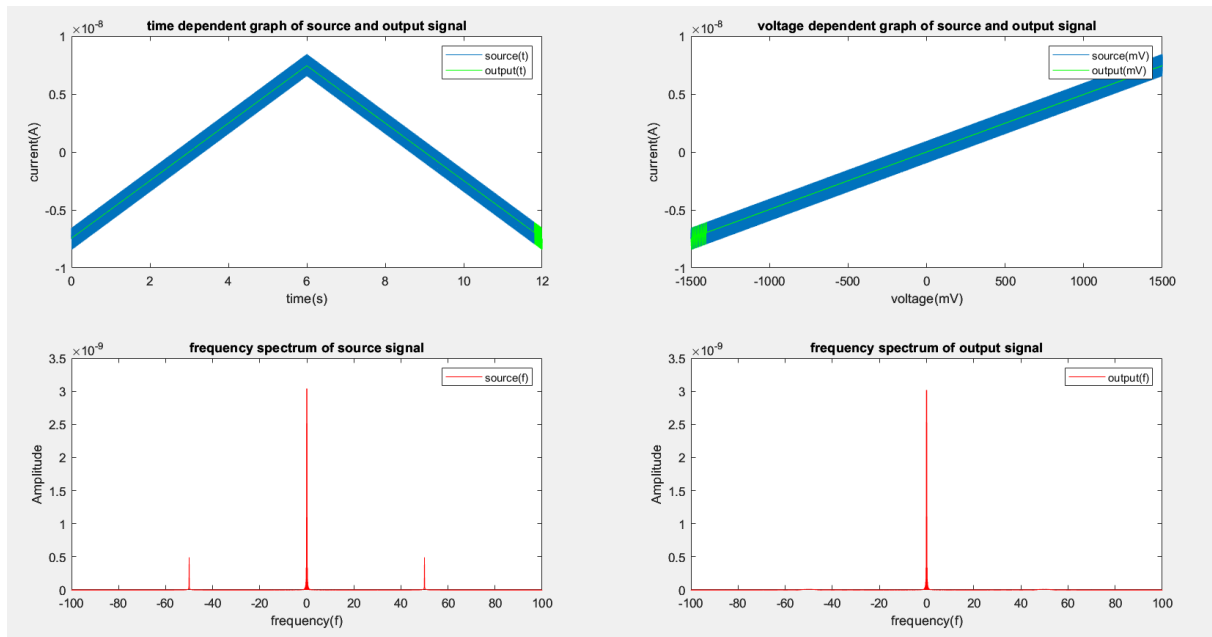 time dependent graph of source and output signal
×10-8
1
0.5
0
-0.5
-1
current(A)
source(t)
output(t)
0 2 4 6 8 10 12
time(s)
voltage dependent graph of source and output signal
×10-8
1
0.5
0
-0.5
-1
current(A)
source(mV)
output(mV)
-1500 -1000 -500 0 500 1000 1500
voltage(mV)
frequency spectrum of source signal
×10-9
3.5
3
2.5
2
1.5
1
0.5
0
Amplitude
source(f)
-100 -80 -60 -40 -20 0 20 40 60 80 100
frequency(f)
frequency spectrum of output signal
×10-9
3.5
3
2.5
2
1.5
1
0.5
0
Amplitude
output(f)
-100 -80 -60 -40 -20 0 20 40 60 80 100
frequency(f)